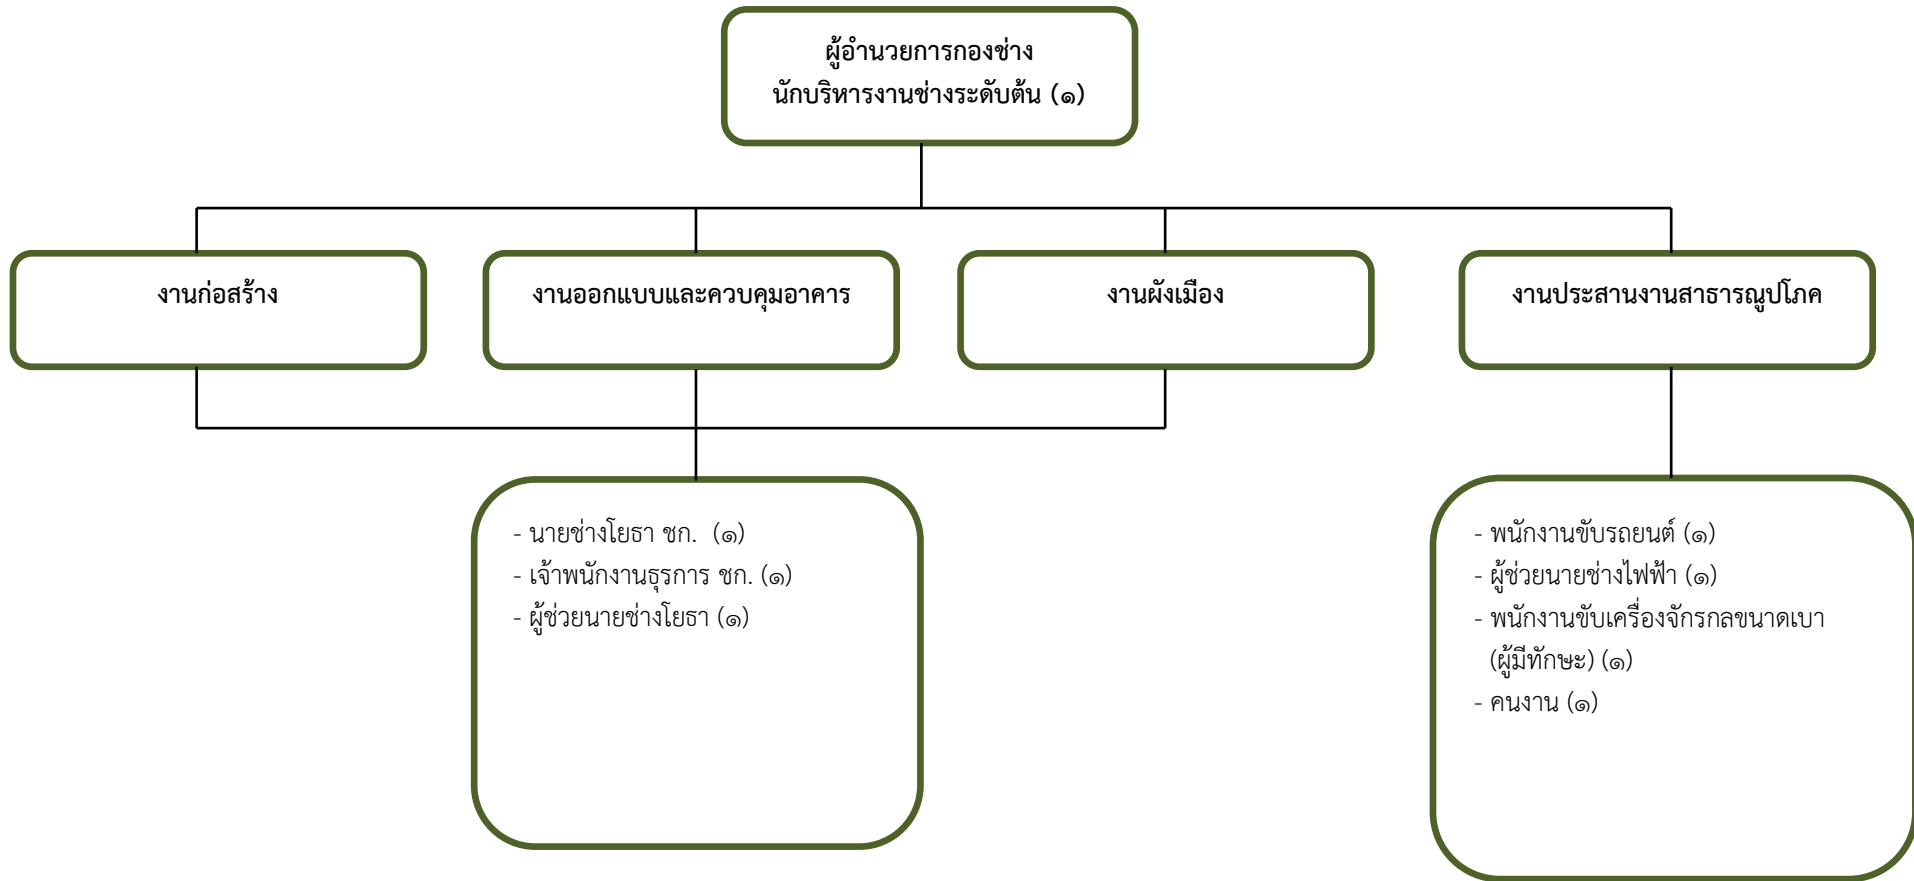 ผู้อำนวยการกองช่าง
นักบริหารงานช่างระดับต้น (๑)
งานก่อสร้าง
งานออกแบบและควบคุมอาคาร
งานผังเมือง
งานประสานงานสาธารณูปโภค
- นายช่างโยธา ชก. (๑)
- เจ้าพนักงานธุรการ ชก. (๑)
- ผู้ช่วยนายช่างโยธา (๑)
- พนักงานขับรถยนต์ (๑)
- ผู้ช่วยนายช่างไฟฟ้า (๑)
- พนักงานขับเครื่องจักรกลขนาดเบา
(ผู้มีทักษะ) (๑)
- คนงาน (๑)